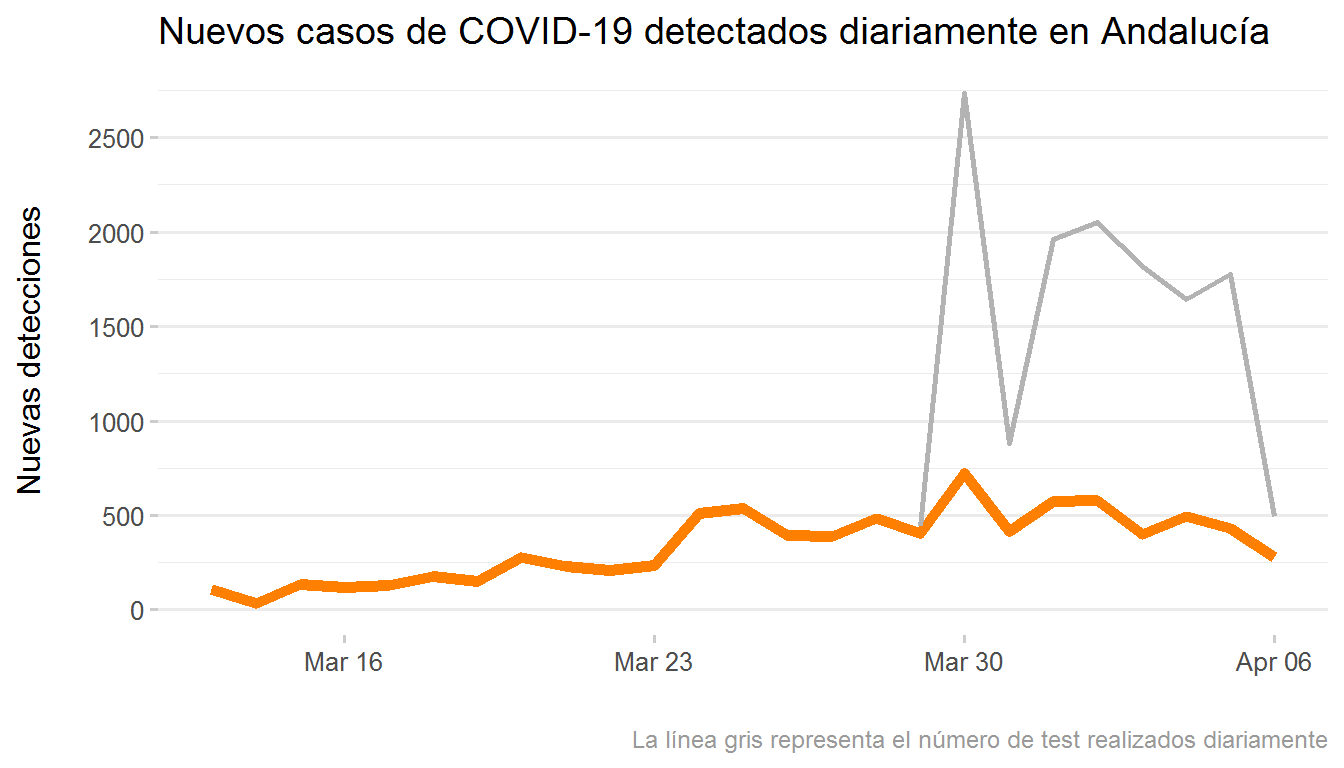 Nuevos casos de COVID-19 detectados diariamente en Andalucía
Nuevas detecciones
2500
2000
1500
1000
500
0
Mar 16
Mar 23
Mar 30
Apr 06
La línea gris representa el número de test realizados diariamente